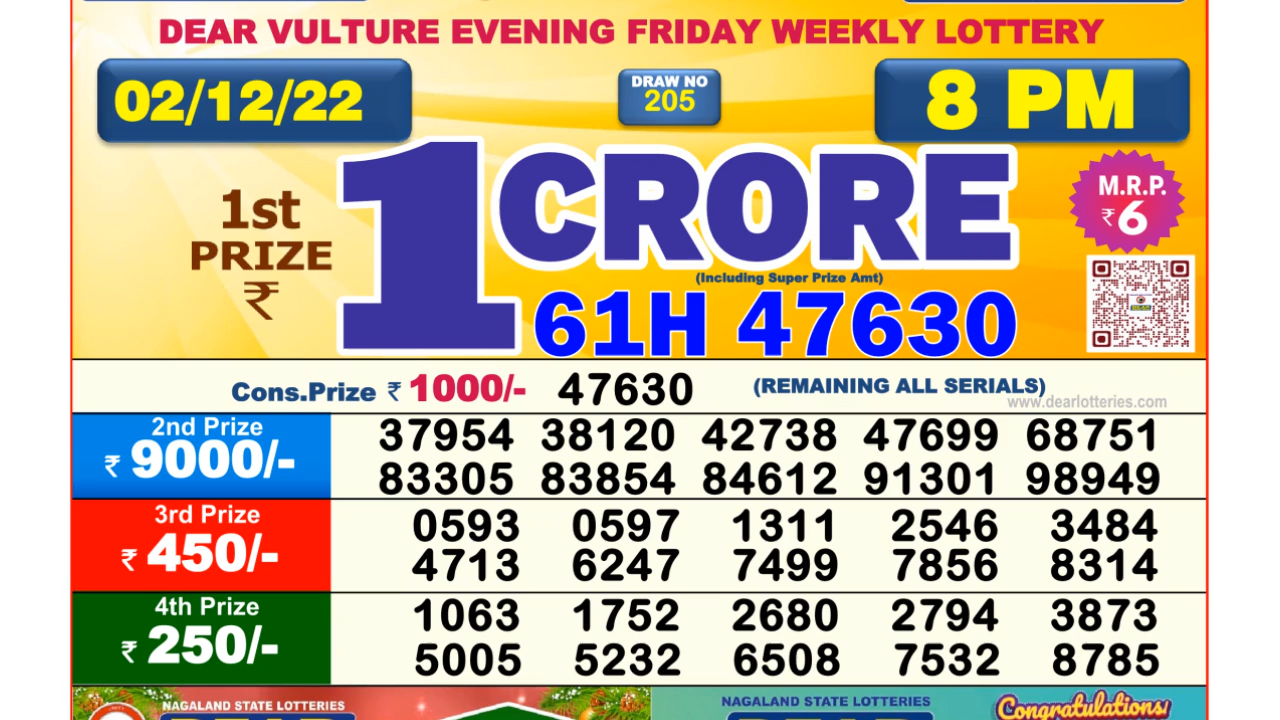 DEAR VULTURE EVENING FRIDAY WEEKLY LOTTERY
02/12/22
DRAW NO
205
8 PM
1st
PRIZE
₹
1 CRORE
(Including Super Prize Amt)
61H 47630
M.R.P.
₹ 6
Cons.Prize ₹ 1000/- 47630 (REMAINING ALL SERIALS)
www.dearlotteries.com
2nd Prize
₹ 9000/-
37954 38120 42738 47699 68751
83305 83854 84612 91301 98949
3rd Prize
₹ 450/-
0593 0597 1311 2546 3484
4713 6247 7499 7856 8314
4th Prize
₹ 250/-
1063 1752 2680 2794 3873
5005 5232 6508 7532 8785
NAGALAND STATE LOTTERIES
DEAR
NAGALAND STATE LOTTERIES
DEAR
Congratulations!